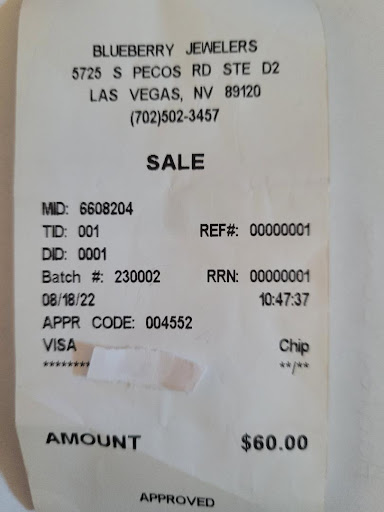 BLUEBERRY JEWELERS
5725 S PECOS RD STE D2
LAS VEGAS, NV 89120
(702)502-3457
SALE
MID: 6608204
TID: 001 REF#: 00000001
DID: 0001
Batch #: 230002 RRN: 00000001
08/18/22 10:47:37
APPR CODE: 004552
VISA Chip
******** **/**
AMOUNT $60.00
APPROVED